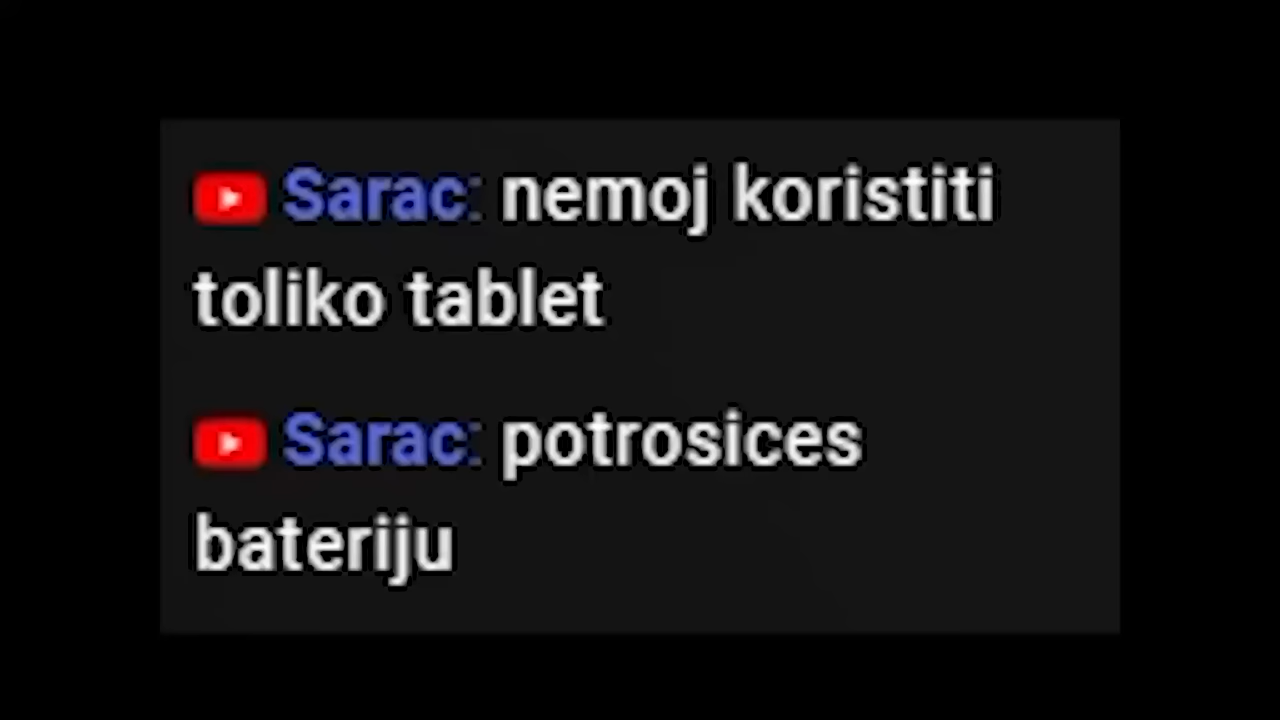 Sarac: nemoj koristiti
toliko tablet
Sarac: potrosices
bateriju